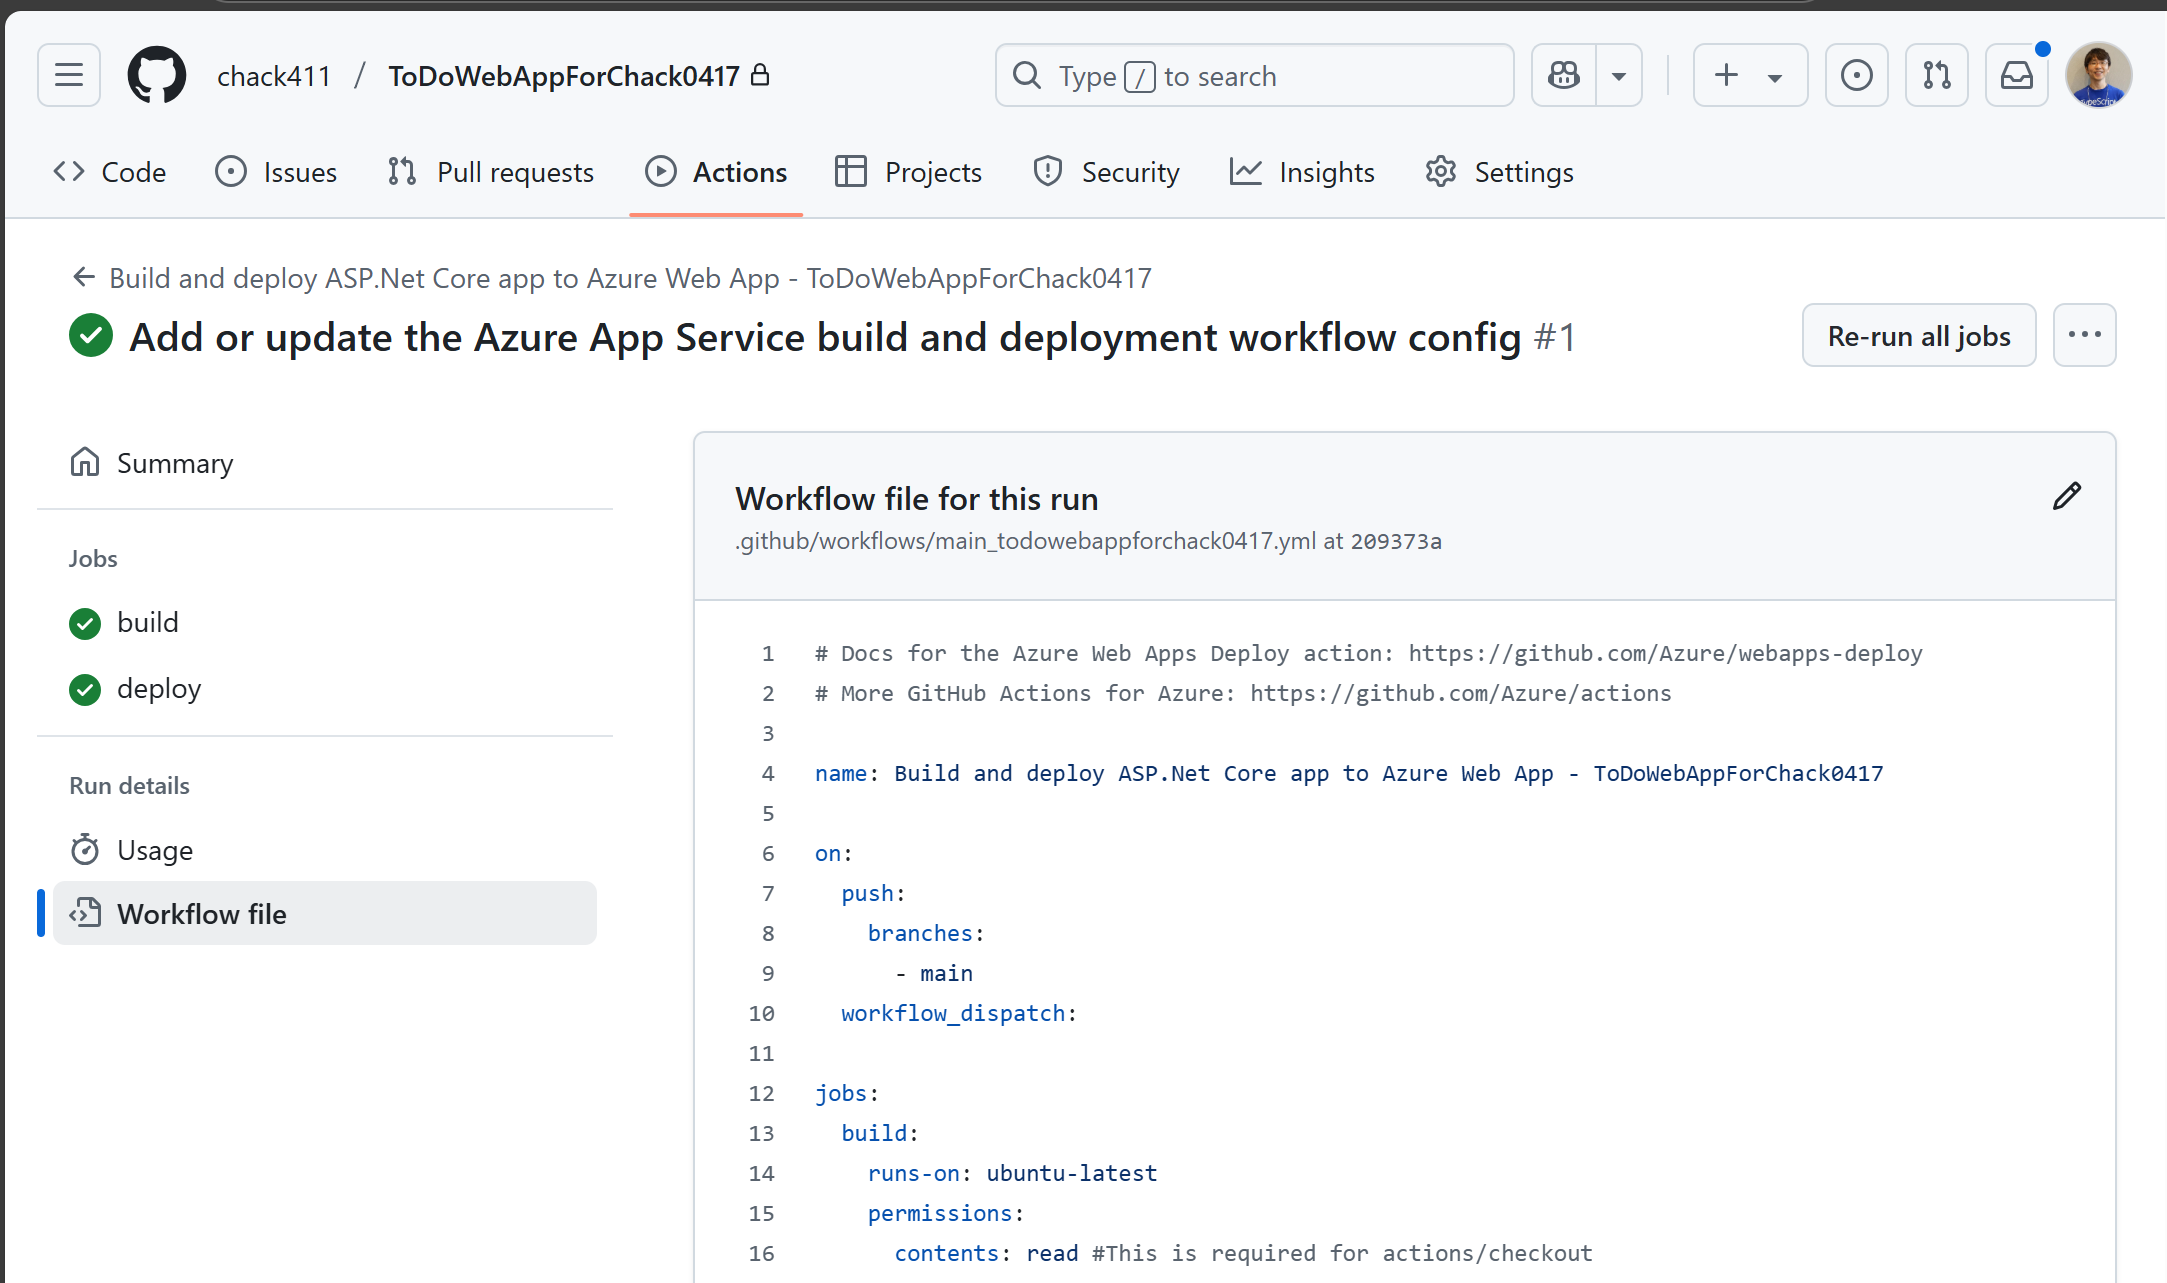 chack411 / ToDoWebAppForChack0417
Type / to search
Code
Issues
Pull requests
Actions
Projects
Security
Insights
Settings
Build and deploy ASP.Net Core app to Azure Web App - ToDoWebAppForChack0417
Add or update the Azure App Service build and deployment workflow config #1
Re-run all jobs
Summary
Jobs
build
deploy
Run details
Usage
Workflow file
Workflow file for this run
.github/workflows/main_todowebappforchack0417.yml at 209373a
1 # Docs for the Azure Web Apps Deploy action: https://github.com/Azure/webapps-deploy
2 # More GitHub Actions for Azure: https://github.com/Azure/actions
3
4 name: Build and deploy ASP.Net Core app to Azure Web App - ToDoWebAppForChack0417
5
6 on:
7   push:
8     branches:
9       - main
10   workflow_dispatch:
11
12 jobs:
13   build:
14     runs-on: ubuntu-latest
15     permissions:
16       contents: read #This is required for actions/checkout